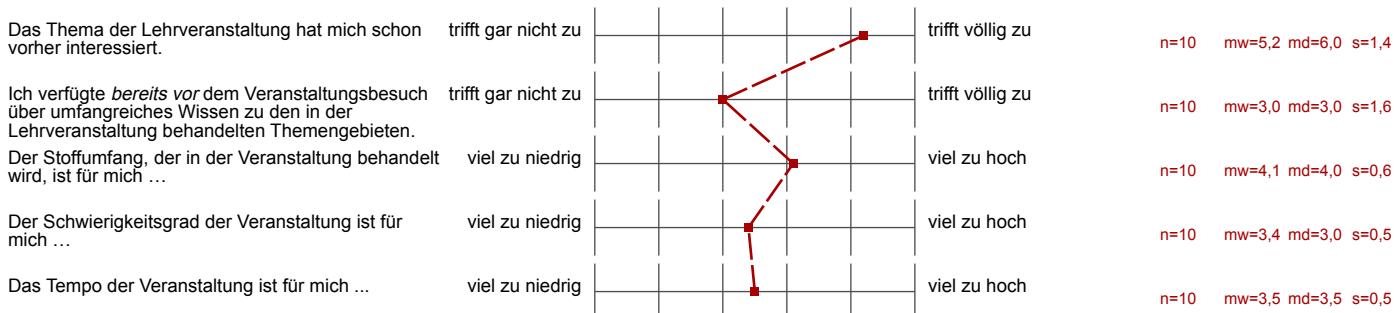 Das Thema der Lehrveranstaltung hat mich schon vorher interessiert. trifft gar nicht zu trifft völlig zu n=10 mw=5,2 md=6,0 s=1,4
Ich verfügte bereits vor dem Veranstaltungsbesuch über umfangreiches Wissen zu den in der Lehrveranstaltung behandelten Themengebieten. trifft gar nicht zu trifft völlig zu n=10 mw=3,0 md=3,0 s=1,6
Der Stoffumfang, der in der Veranstaltung behandelt wird, ist für mich … viel zu niedrig viel zu hoch n=10 mw=4,1 md=4,0 s=0,6
Der Schwierigkeitsgrad der Veranstaltung ist für mich … viel zu niedrig viel zu hoch n=10 mw=3,4 md=3,0 s=0,5
Das Tempo der Veranstaltung ist für mich ... viel zu niedrig viel zu hoch n=10 mw=3,5 md=3,5 s=0,5